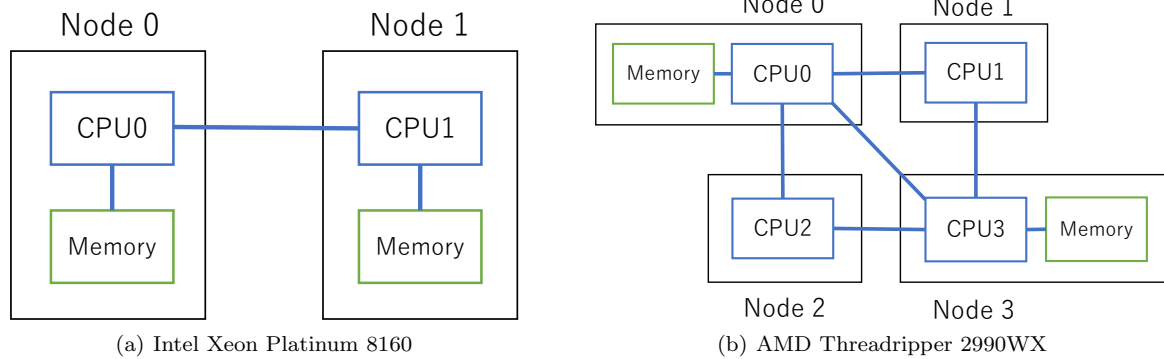 Node 0
Node 1
CPU0
CPU1
Memory
Memory
(a) Intel Xeon Platinum 8160
Node 0
Node 1
Memory
CPU0
CPU1
CPU2
CPU3
Memory
Node 2
Node 3
(b) AMD Threadripper 2990WX